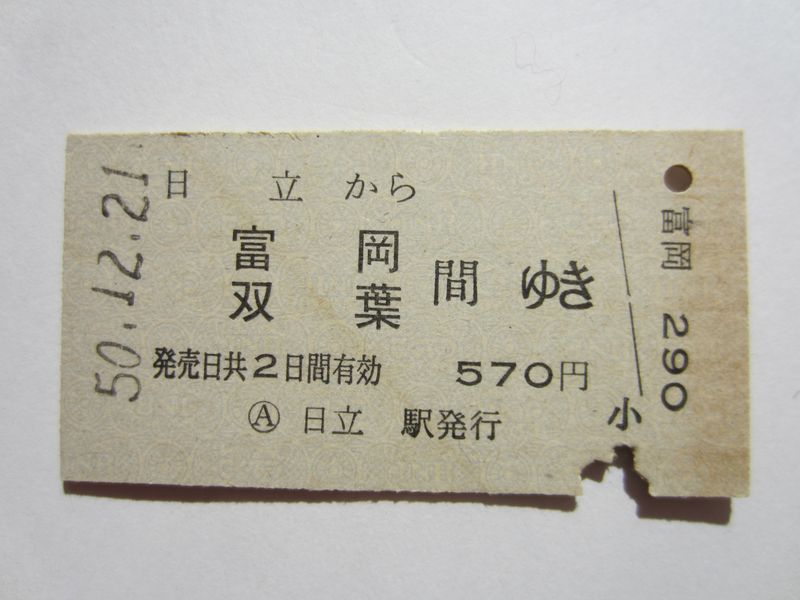 50.12.21
日立から
富岡
双葉
間ゆき
発売日共2日間有効 570円
Ⓐ 日立 駅発行
小
富岡 290